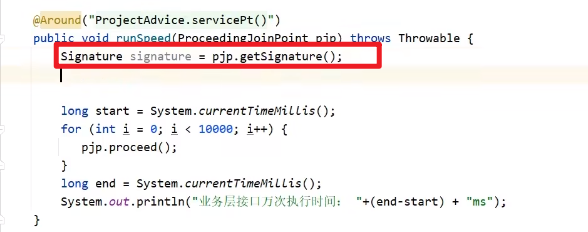 @Around("ProjectAdvice.servicePt()")
public void runSpeed(ProceedingJoinPoint pjp) throws Throwable {
Signature signature = pjp.getSignature();
long start = System.currentTimeMillis();
for (int i = 0; i < 10000; i++) {
pjp.proceed();
}
long end = System.currentTimeMillis();
System.out.println("业务层接口万次执行时间： "+(end-start) + "ms");
}